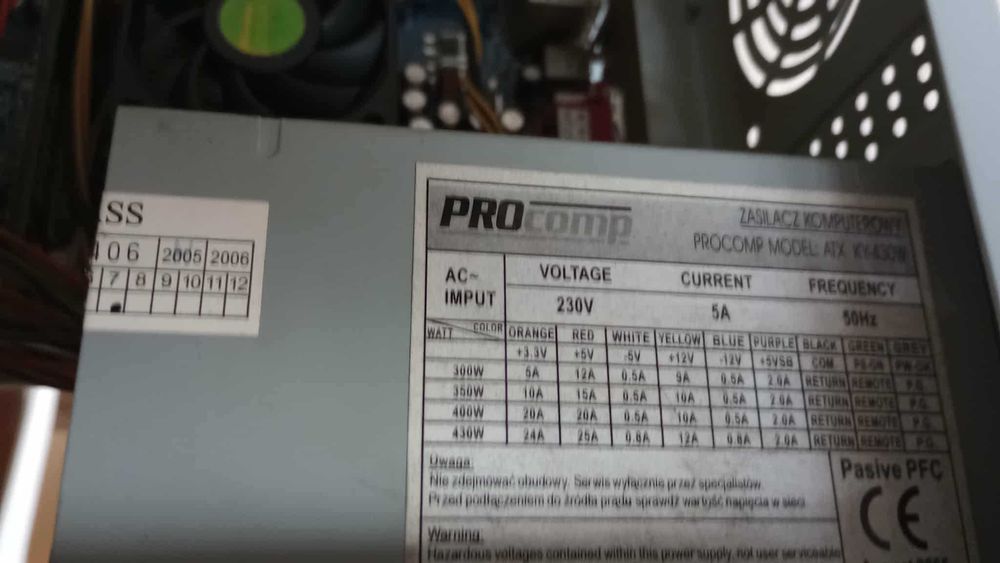 ASS
406 2005 2006
7 8 9 10 11 12
PROcomp
ZASILACZ KOMPUTEROWY
PROCOMP MODEL: ATX KY-430W
AC~ IMPUT VOLTAGE CURRENT FREQUENCY
230V 5A 50Hz
WATT COLOR ORANGE RED WHITE YELLOW BLUE PURPLE BLACK GREEN GREY
+3.3V +5V -5V +12V -12V +5VSB COM PS-ON PW-OK
300W 5A 12A 0.5A 9A 0.5A 2.0A RETURN REMOTE P.G.
350W 10A 15A 0.5A 10A 0.5A 2.0A RETURN REMOTE P.G.
400W 20A 20A 0.5A 10A 0.5A 2.0A RETURN REMOTE P.G.
430W 24A 25A 0.8A 12A 0.8A 2.0A RETURN REMOTE P.G.
Uwaga:
Nie zdejmować obudowy. Serwis wyłącznie przez specjalistów.
Przed podłączeniem do źródła prądu sprawdź wartość napięcia w sieci
Pasive PFC
CE
Warning:
Hazardous voltages contained within this power supply, not user serviceable